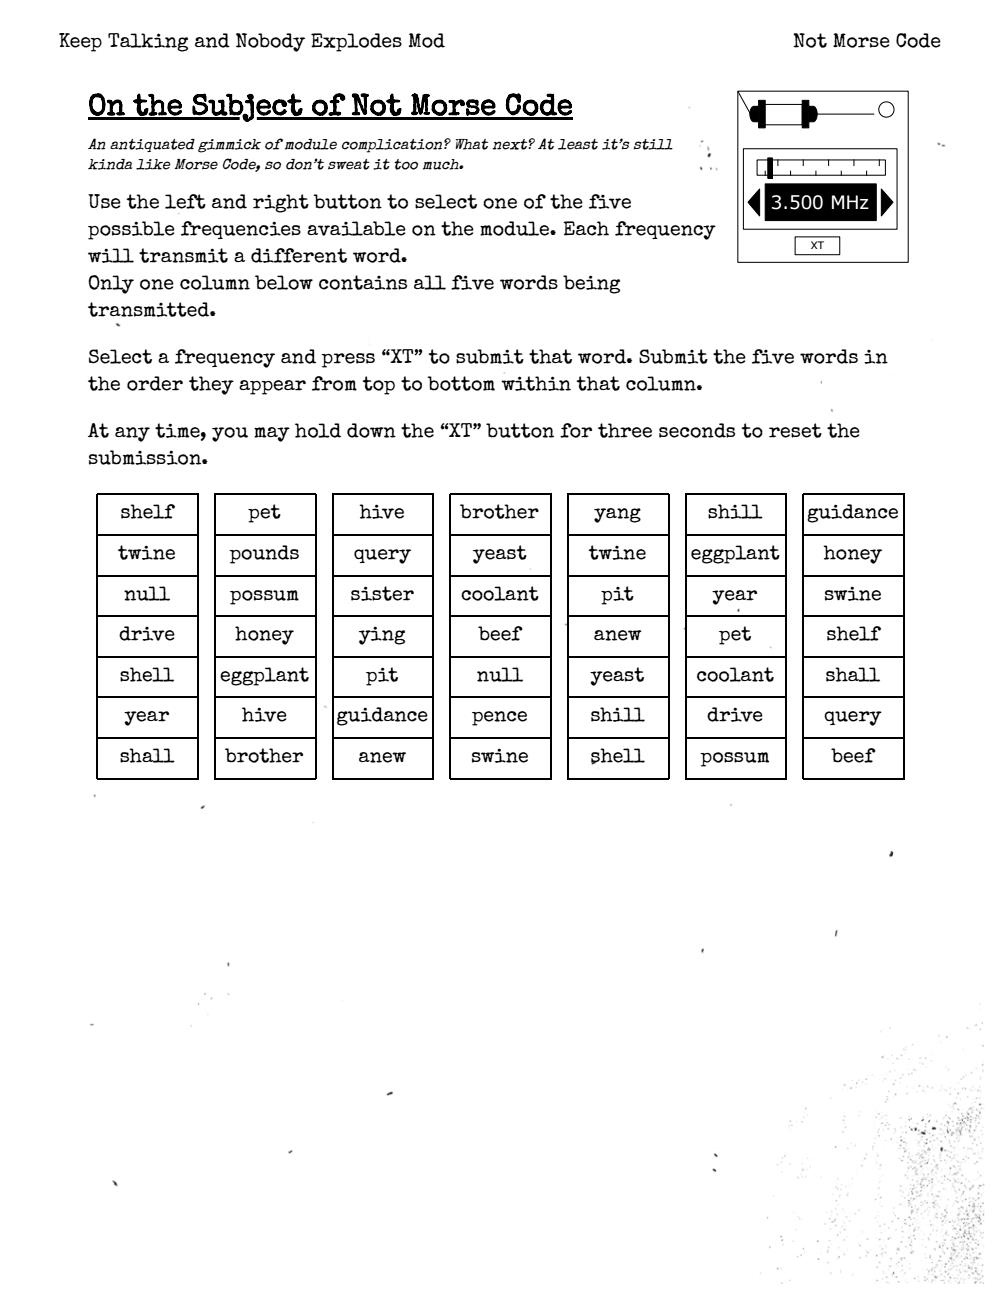 Keep Talking and Nobody Explodes Mod
Not Morse Code
On the Subject of Not Morse Code
An antiquated gimmick of module complication? What next? At least it's still
kinda like Morse Code, so don't sweat it too much.
Use the left and right button to select one of the five
possible frequencies available on the module. Each frequency
will transmit a different word.
Only one column below contains all five words being
transmitted.
3.500 MHz
XT
Select a frequency and press “XT” to submit that word. Submit the five words in
the order they appear from top to bottom within that column.
At any time, you may hold down the “XT” button for three seconds to reset the
submission.
shelf pet hive brother yang shill guidance
twine pounds query yeast twine eggplant honey
null possum sister coolant pit year swine
drive honey ying beef anew pet shelf
shell eggplant pit null yeast coolant shall
year hive guidance pence shill drive query
shall brother anew swine shell possum beef